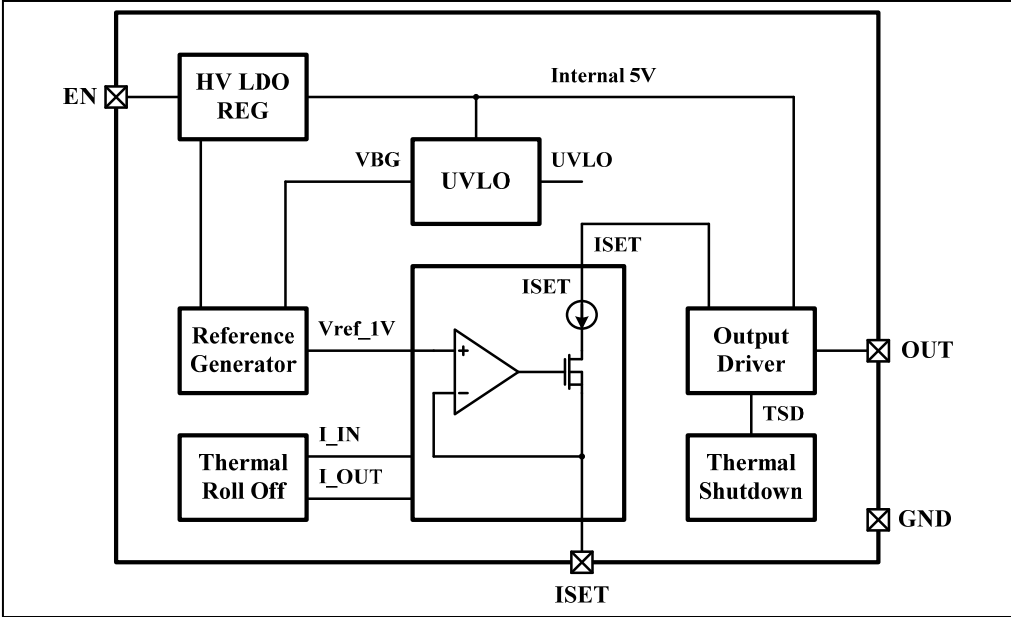 HV LDO
REG
EN
Internal 5V
VBG
UVLO
UVLO
ISET
ISET
Reference
Generator
Vref_1V
+
−
Output
Driver
OUT
TSD
Thermal
Roll Off
I_IN
I_OUT
Thermal
Shutdown
GND
ISET